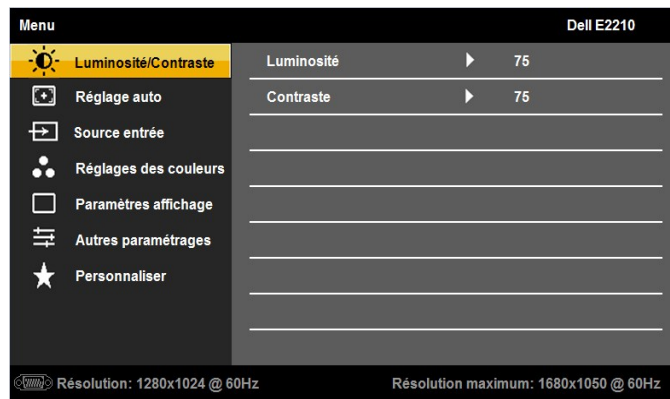 Menu Dell E2210
Luminosité/Contraste Luminosité 75
Réglage auto Contraste 75
Source entrée
Réglages des couleurs
Paramètres affichage
Autres paramétrages
Personnaliser
Résolution: 1280x1024 @ 60Hz Résolution maximum: 1680x1050 @ 60Hz